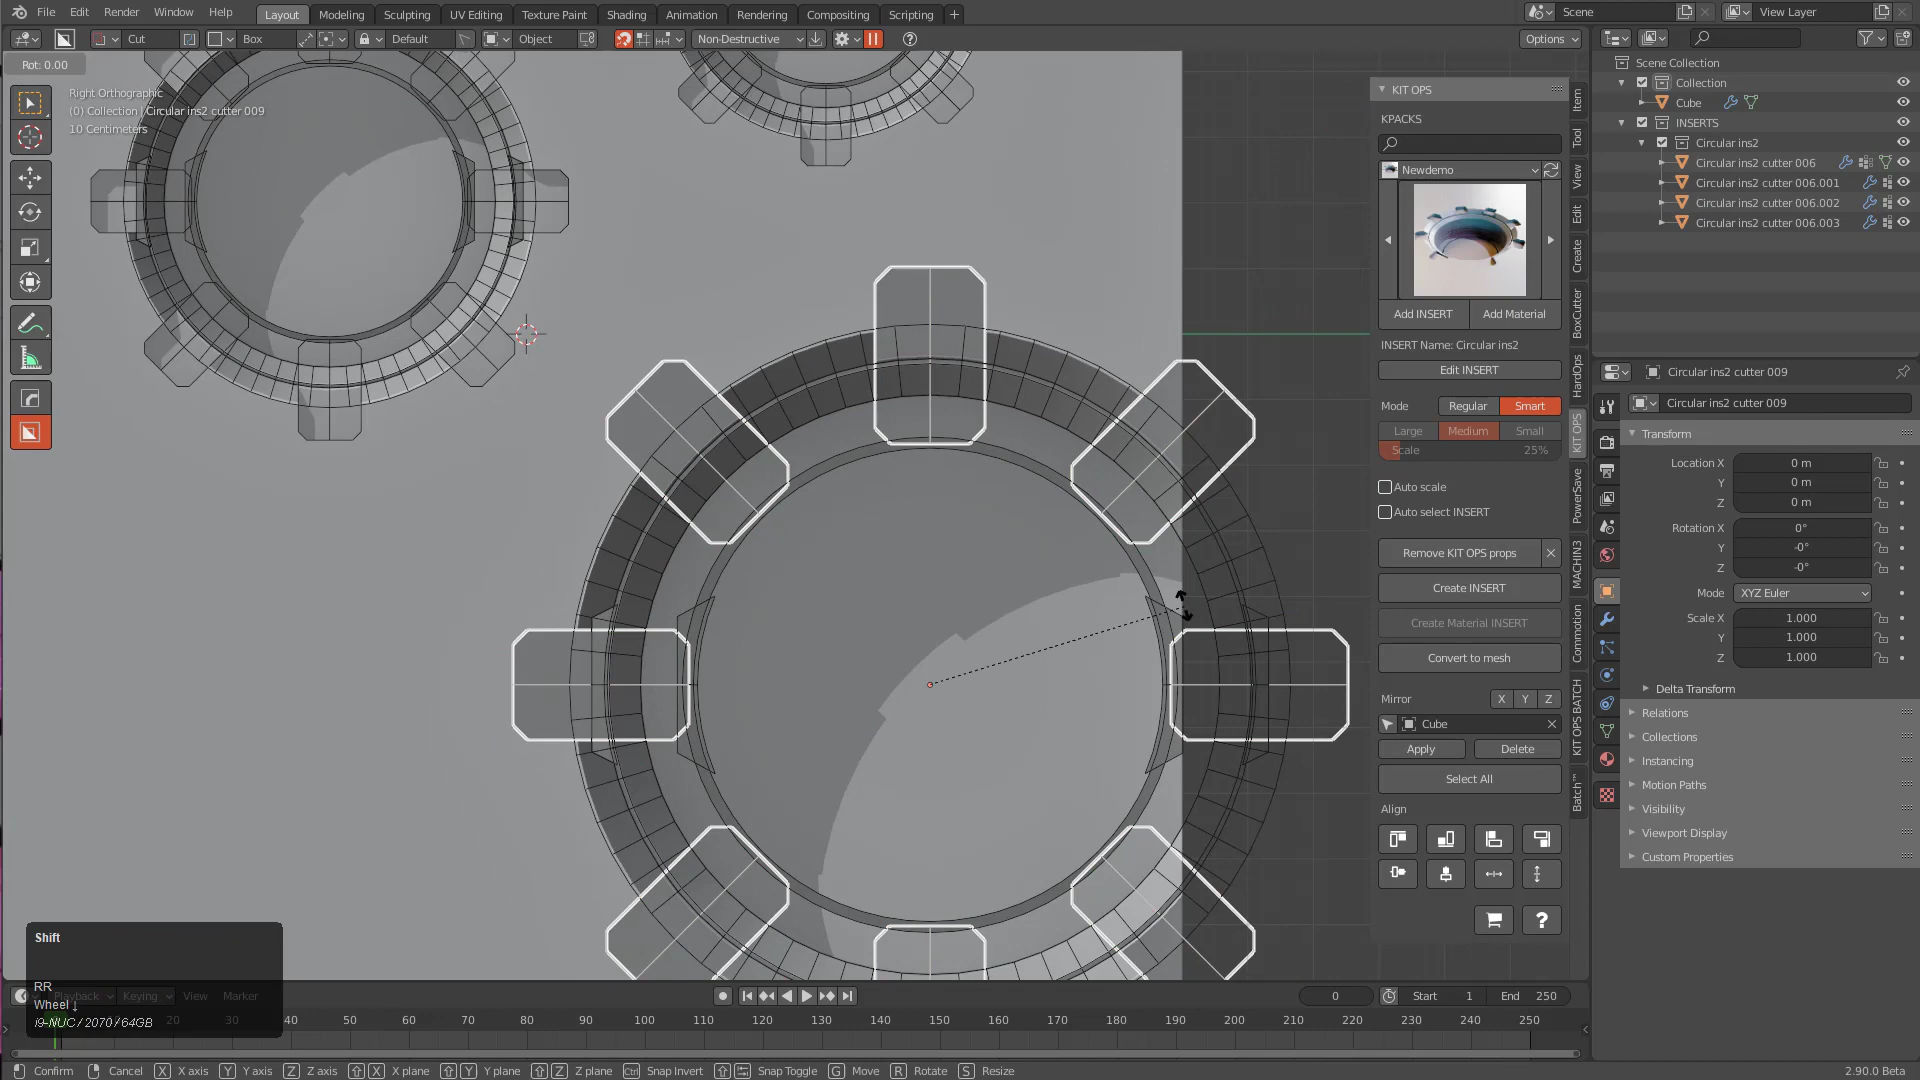 File Edit Render Window Help Layout Modeling Sculpting UV Editing Texture Paint Shading Animation Rendering Compositing Scripting + Scene View Layer
Cut Box Default Object Non-Destructive Options
Rot: 0.00
Right Orthographic
(0) Collection | Circular ins2 cutter 009
10 Centimeters
KIT OPS
KPACKS
Newdemo
Add INSERT Add Material
INSERT Name: Circular ins2
Edit INSERT
Mode Regular Smart
Large Medium Small
Scale 25%
Auto scale
Auto select INSERT
Remove KIT OPS props
Create INSERT
Create Material INSERT
Convert to mesh
Mirror X Y Z
Cube
Apply Delete
Select All
Align
?
Item
Tool
View
Edit
Create
BoxCutter
HardOps
KIT OPS
PowerSave
MACHIN3
Commotion
KIT OPS BATCH
Batch™
Scene Collection
Collection
Cube
INSERTS
Circular ins2
Circular ins2 cutter 006
Circular ins2 cutter 006.001
Circular ins2 cutter 006.002
Circular ins2 cutter 006.003
Circular ins2 cutter 009
Circular ins2 cutter 009
Transform
Location X 0 m
Y 0 m
Z 0 m
Rotation X 0°
Y -0°
Z -0°
Mode XYZ Euler
Scale X 1.000
Y 1.000
Z 1.000
Delta Transform
Relations
Collections
Instancing
Motion Paths
Visibility
Viewport Display
Custom Properties
Shift
RR
Wheel ↓
i9-NUC / 2070 / 64GB
Playback Keying View Marker 0 Start 1 End 250
20 30 40 50 60 70 80 90 100 110 120 130 140 150 160 170 180 190 200 210 220 230 240 250
Confirm Cancel X X axis Y Y axis Z Z axis X X plane Y Y plane Z Z plane Ctrl Snap Invert Snap Toggle G Move R Rotate S Resize 2.90.0 Beta